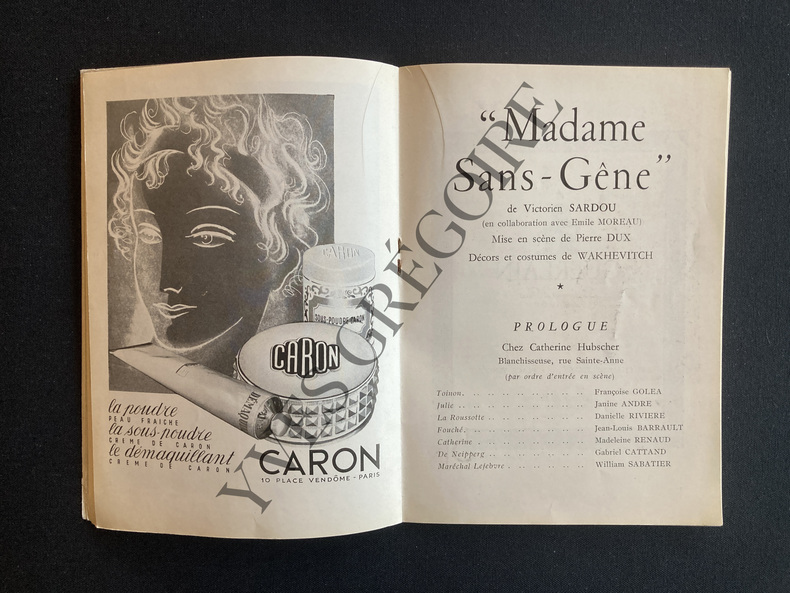 CARON
SOUS-POUDRE CARON
CARON
la poudre
PEAU FRAICHE
la sous-poudre
CRÈME DE CARON
le démaquillant
CRÈME DE CARON
CARON
10 PLACE VENDÔME - PARIS
“Madame
Sans-Gêne”
de Victorien SARDOU
(en collaboration avec Emile MOREAU)
Mise en scène de Pierre DUX
Décors et costumes de WAKHEVITCH
PROLOGUE
Chez Catherine Hubscher
Blanchisseuse, rue Sainte-Anne
(par ordre d'entrée en scène)
Toinon. . . . . . . . . . Françoise GOLEA
Julie . . . . . . . . . . Janine ANDRE
La Roussotte . . . . . . . . Danielle RIVIERE
Fouché. . . . . . . . . . Jean-Louis BARRAULT
Catherine . . . . . . . . . Madeleine RENAUD
De Neipperg . . . . . . . . Gabriel CATTAND
Maréchal Lefebvre . . . . . . . William SABATIER
YVES GRÉGOIRE